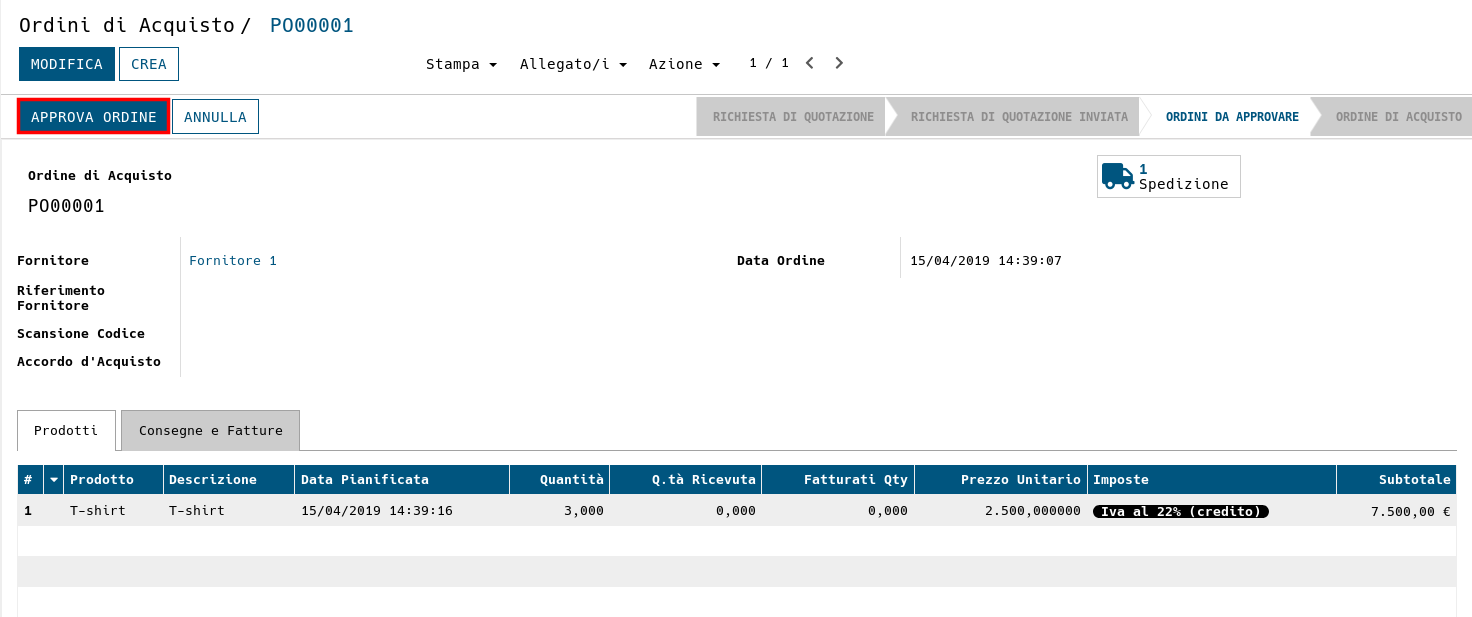 Ordini di Acquisto / PO00001
MODIFICA CREA Stampa Allegato/i Azione 1 / 1
APPROVA ORDINE ANNULLA RICHIESTA DI QUOTAZIONE RICHIESTA DI QUOTAZIONE INVIATA ORDINI DA APPROVARE ORDINE DI ACQUISTO
1
Spedizione
Ordine di Acquisto
PO00001
Fornitore Fornitore 1 Data Ordine 15/04/2019 14:39:07
Riferimento
Fornitore
Scansione Codice
Accordo d'Acquisto
Prodotti Consegne e Fatture
# Prodotto Descrizione Data Pianificata Quantità Q.tà Ricevuta Fatturati Qty Prezzo Unitario Imposte Subtotale
1 T-shirt T-shirt 15/04/2019 14:39:16 3,000 0,000 0,000 2.500,000000 Iva al 22% (credito) 7.500,00 €